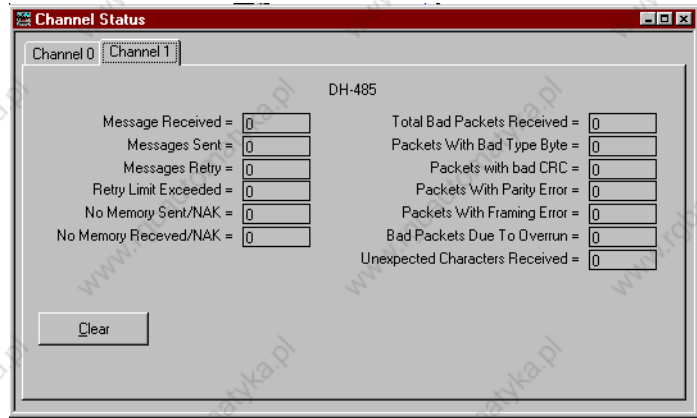 Channel Status
Channel 0 Channel 1
DH-485
Message Received = 0
Messages Sent = 0
Messages Retry = 0
Retry Limit Exceeded = 0
No Memory Sent/NAK = 0
No Memory Receved/NAK = 0
Total Bad Packets Received = 0
Packets With Bad Type Byte = 0
Packets with bad CRC = 0
Packets With Parity Error = 0
Packets With Framing Error = 0
Bad Packets Due To Overrun = 0
Unexpected Characters Received = 0
Clear
www.rgbautomatyka.pl